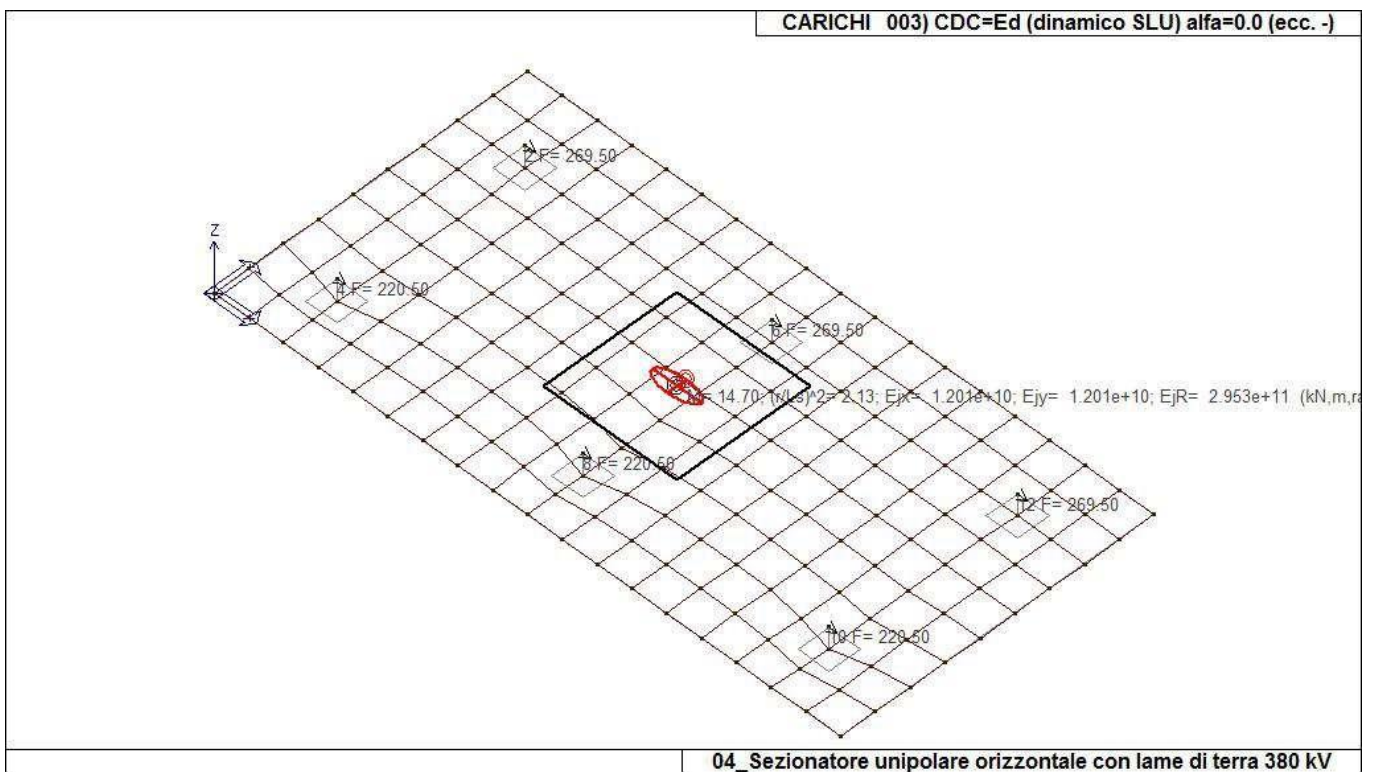 CARICHI 003) CDC=Ed (dinamico SLU) alfa=0.0 (ecc. -)
2 F= 269.50
Z
4 F= 220.50
6 F= 269.50
M= 14.70; (r/Ls)^2= 2.13; Ejx= 1.201e+10; Ejy= 1.201e+10; EjR= 2.953e+11 (kN,m,ra
8 F= 220.50
12 F= 269.50
10 F= 220.50
04_Sezionatore unipolare orizzontale con lame di terra 380 kV